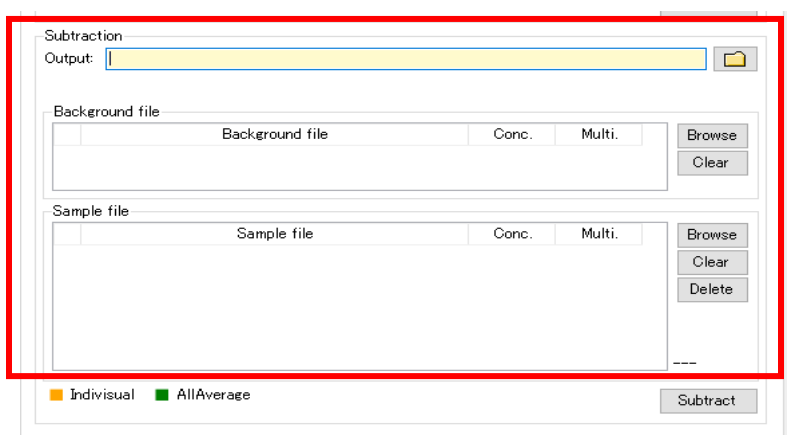 Subtraction
Output:
Background file
Background file Conc. Multi. Browse
Clear
Sample file
Sample file Conc. Multi. Browse
Clear
Delete
---
Indivisual AllAverage Subtract